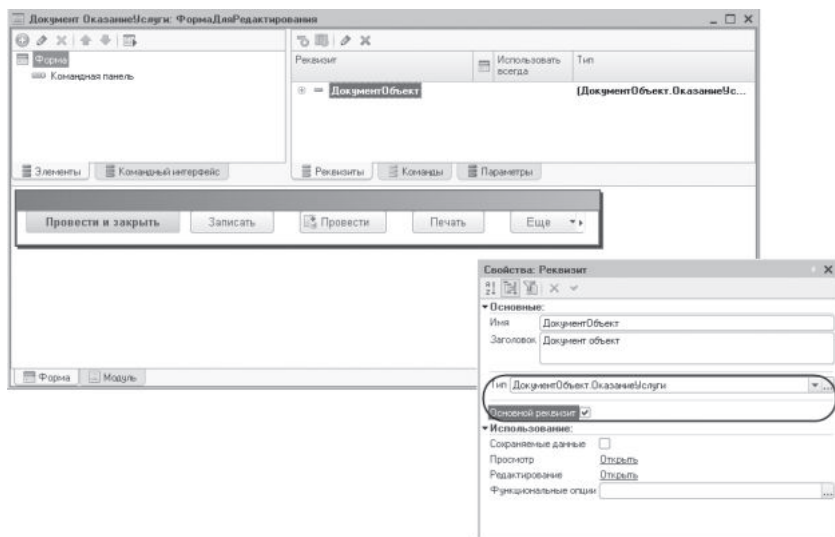 Документ ОказаниеУслуги: ФормаДляРедактирования
Форма
Командная панель
Элементы
Командный интерфейс
Реквизит
Использовать всегда
Тип
ДокументОбъект
(ДокументОбъект.ОказаниеУс...
Реквизиты
Команды
Параметры
Провести и закрыть
Записать
Провести
Печать
Еще
Форма
Модуль
Свойства: Реквизит
Основные:
Имя
ДокументОбъект
Заголовок
Документ объект
Тип
ДокументОбъект.ОказаниеУслуги
Основной реквизит
Использование:
Сохраняемые данные
Просмотр
Открыть
Редактирование
Открыть
Функциональные опции